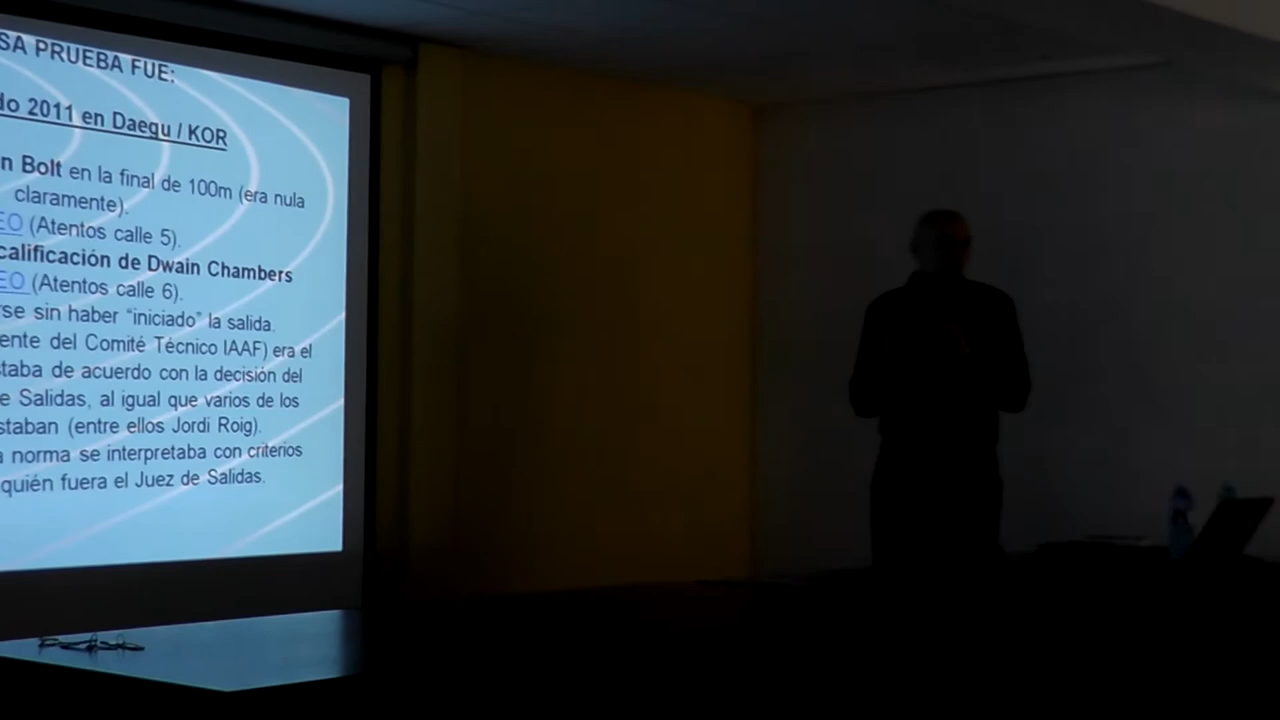 SA PRUEBA FUE:
do 2011 en Daegu / KOR
n Bolt en la final de 100m (era nula
claramente).
EO (Atentos calle 5).
calificación de Dwain Chambers
EO (Atentos calle 6).
rse sin haber “iniciado” la salida.
ente del Comité Técnico IAAF) era el
staba de acuerdo con la decisión del
e Salidas, al igual que varios de los
staban (entre ellos Jordi Roig).
a norma se interpretaba con criterios
quién fuera el Juez de Salidas.